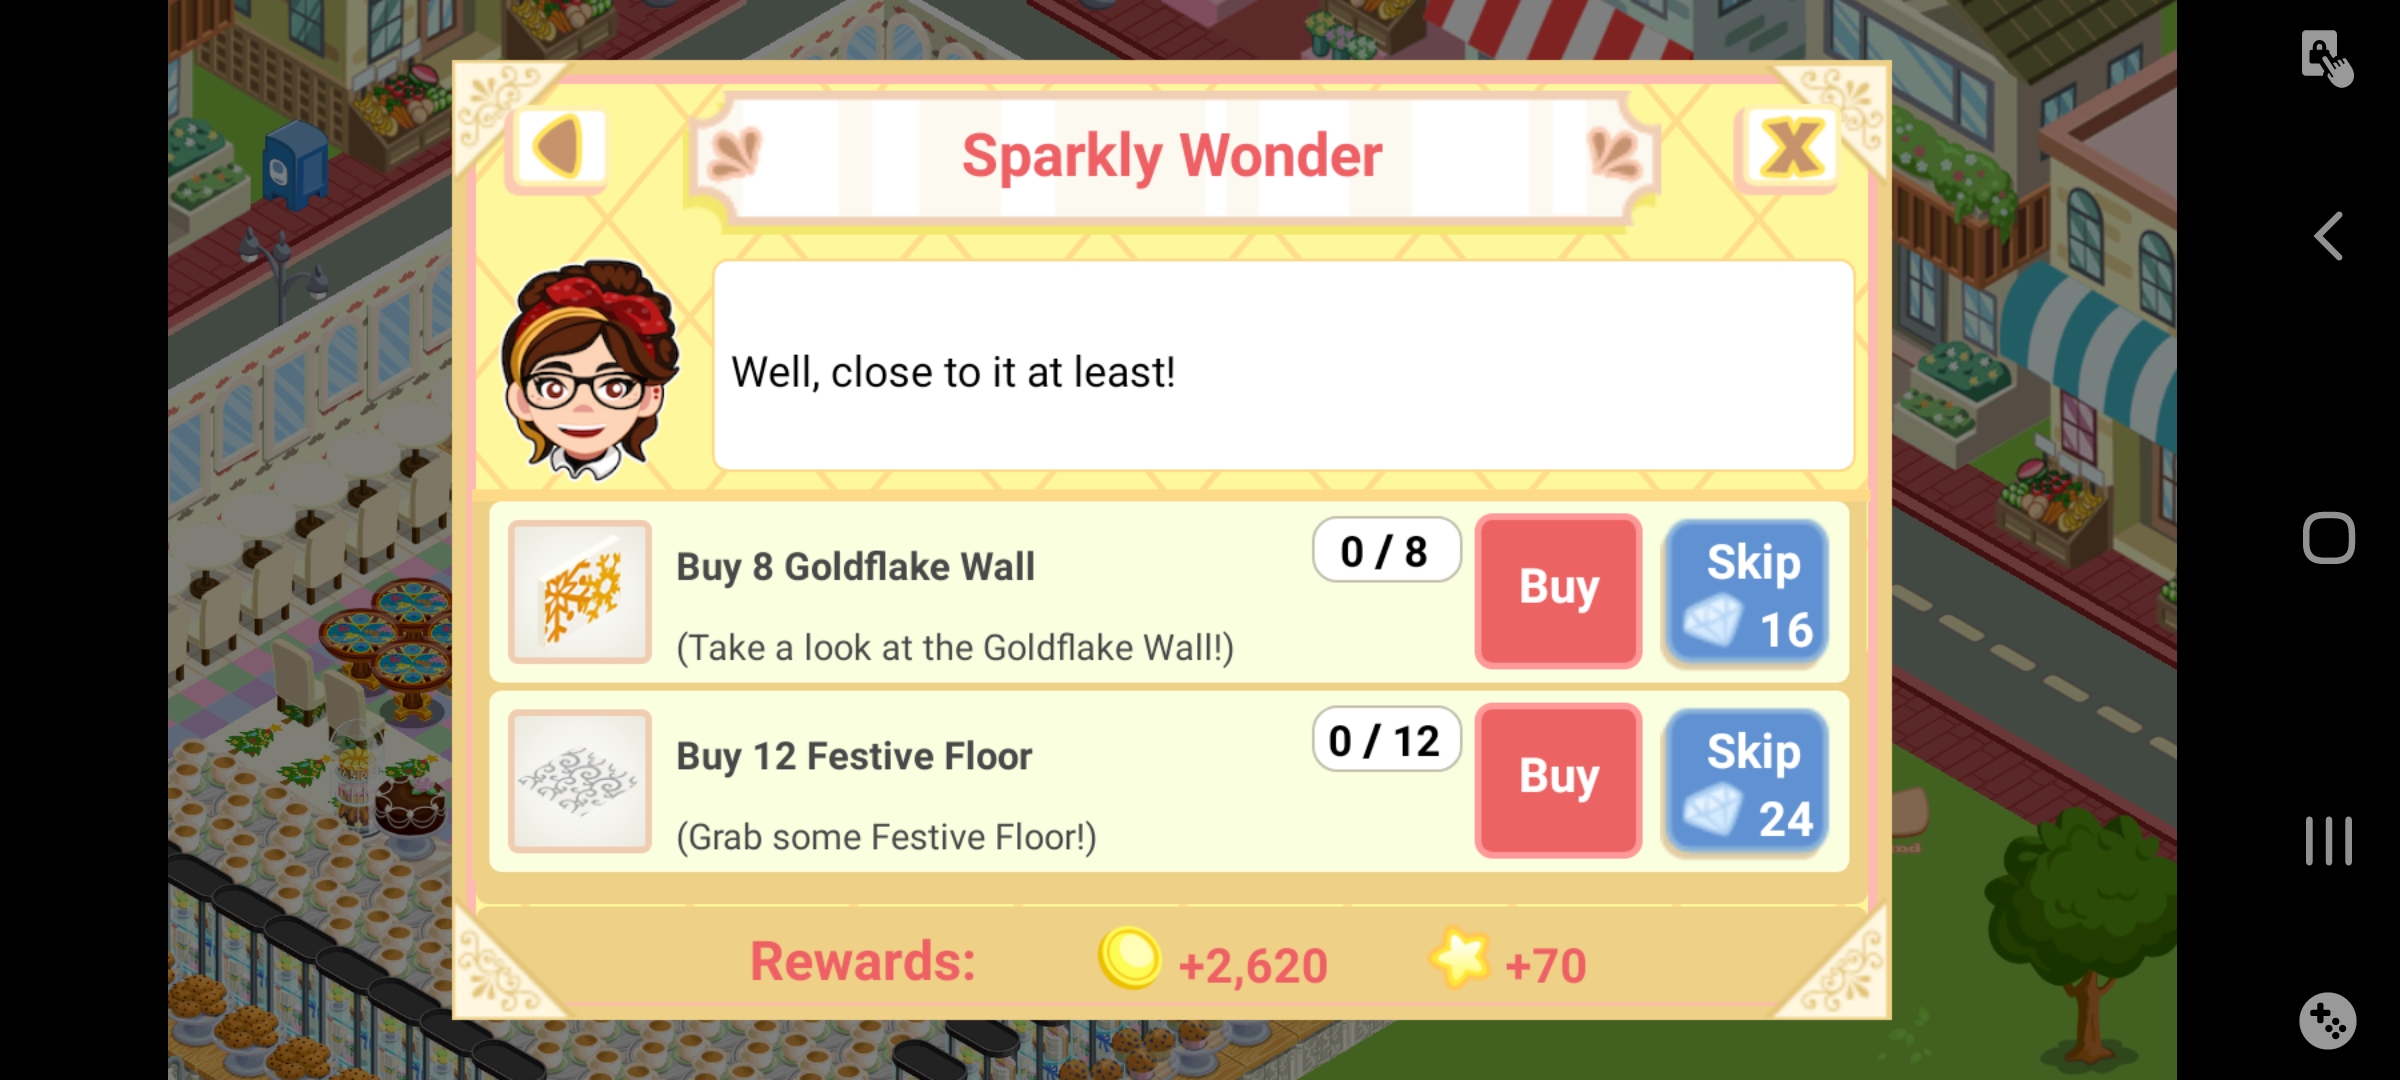 Sparkly Wonder
Well, close to it at least!
Buy 8 Goldflake Wall
0 / 8
Buy
Skip
16
(Take a look at the Goldflake Wall!)
Buy 12 Festive Floor
0 / 12
Buy
Skip
24
(Grab some Festive Floor!)
Rewards: +2,620 +70